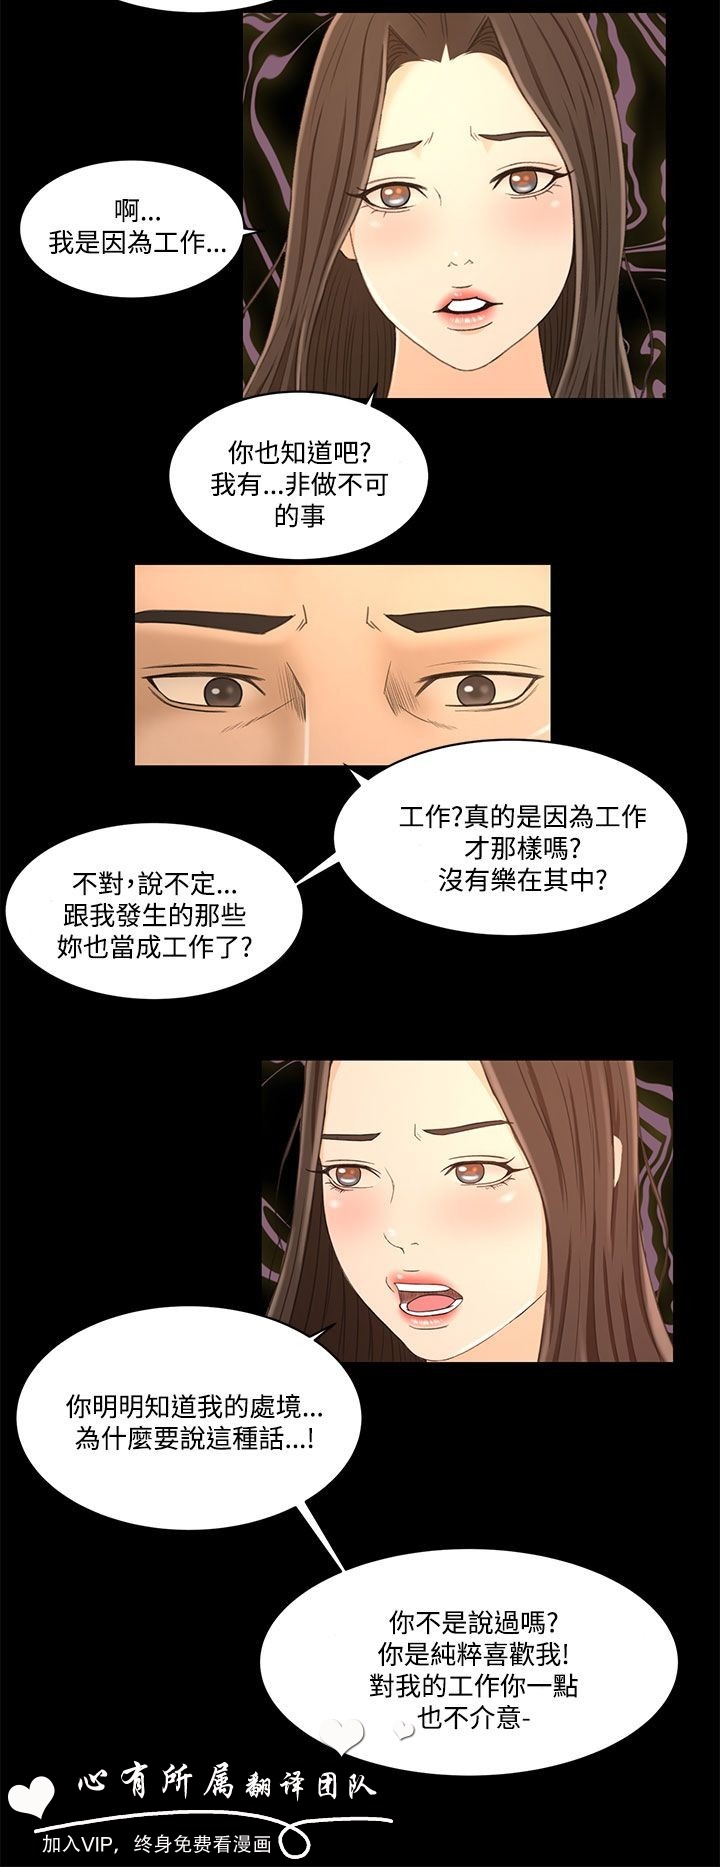 啊...
我是因為工作...
你也知道吧?
我有...非做不可
的事
工作?真的是因為工作
才那樣嗎?
沒有樂在其中?
不對,說不定...
跟我發生的那些
妳也當成工作了?
你明明知道我的處境...
為什麼要說這種話...!
你不是說過嗎?
你是純粹喜歡我!
對我的工作你一點
也不介意-
心有所属翻译团队
加入VIP，终身免费看漫画